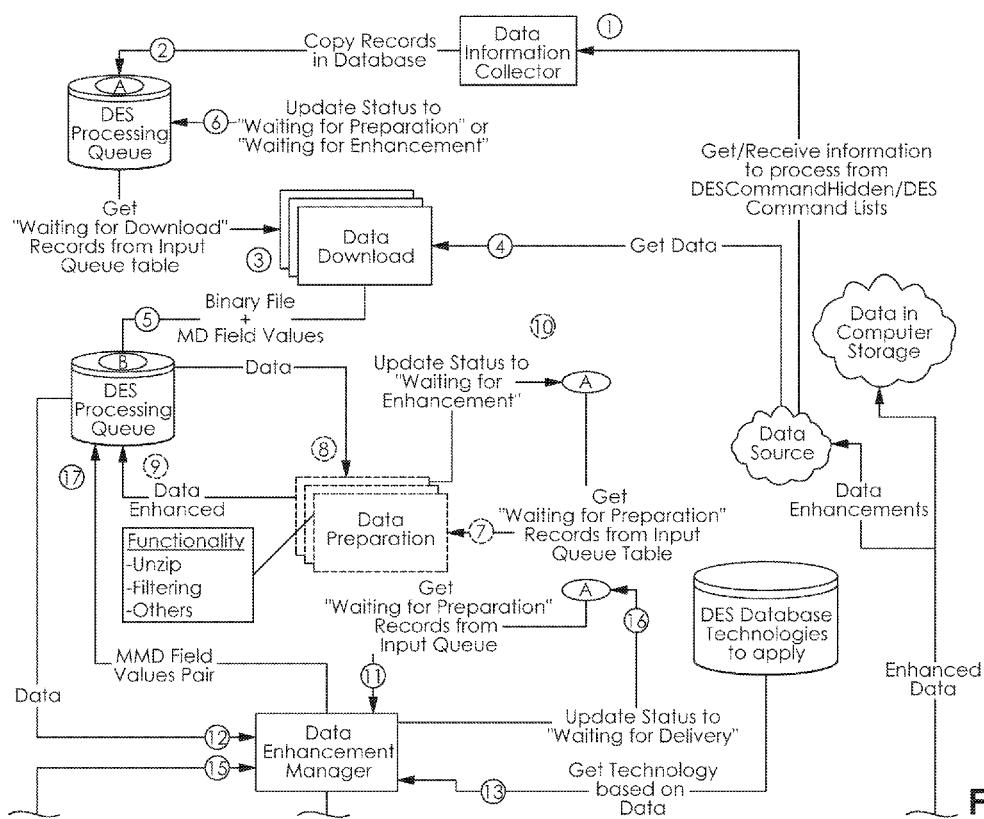 1
2
Copy Records
in Database
Data
Information
Collector
A
DES
Processing
Queue
6
Update Status to
"Waiting for Preparation" or
"Waiting for Enhancement"
Get/Receive information
to process from
DESCommandHidden/DES
Command Lists
Get
"Waiting for Download"
Records from Input
Queue table
3
Data
Download
4
Get Data
5
Binary File
+
MD Field Values
10
Data in
Computer
Storage
B
DES
Processing
Queue
Data
Update Status to
"Waiting for
Enhancement"
A
8
Data
Source
17
9
Data
Enhanced
Data
Preparation
7
Get
"Waiting for Preparation"
Records from Input
Queue Table
Data
Enhancements
Functionality
-Unzip
-Filtering
-Others
Get
"Waiting for Preparation"
Records from
Input Queue
A
16
DES Database
Technologies
to apply
MMD Field
Values Pair
11
Enhanced
Data
Data
12
Data
Enhancement
Manager
Update Status to
"Waiting for Delivery"
15
13
Get Technology
based on
Data
F